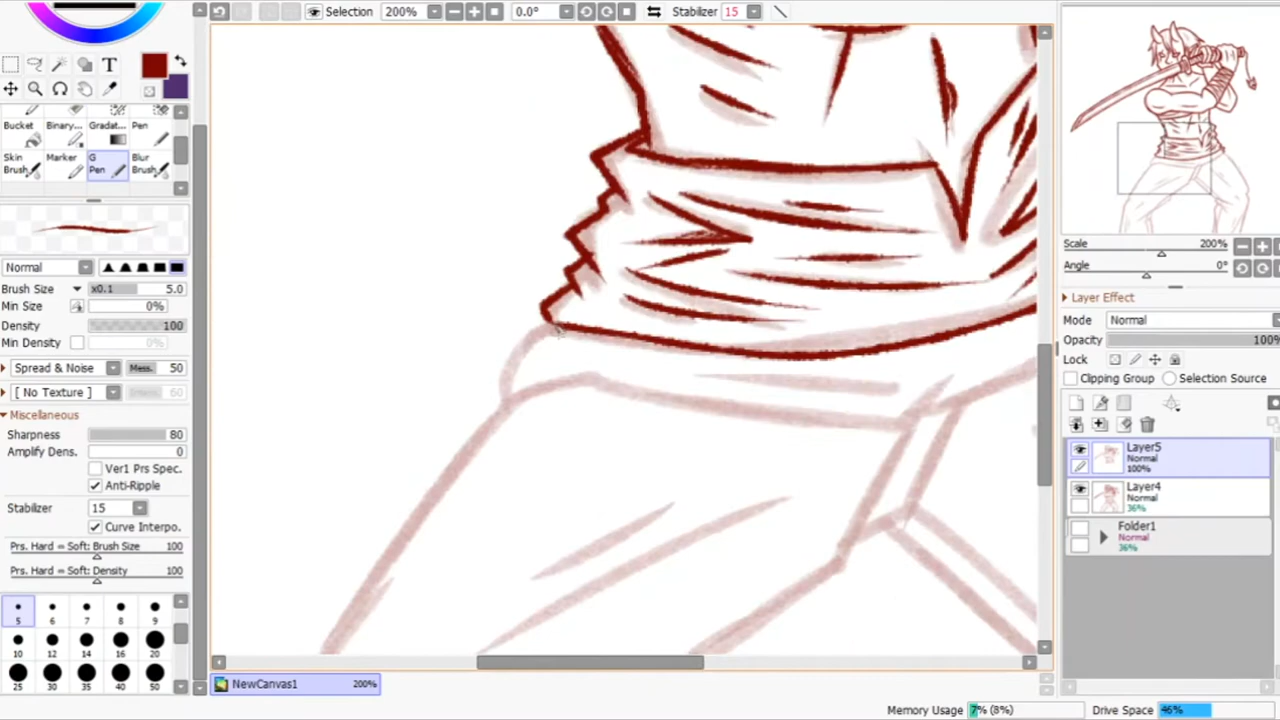 Selection 200% 0.0° Stabilizer 15
T
Bucket Binary... Gradat... Pen
Skin Brush Marker G Pen Blur Brush
Normal
Brush Size x0.1 5.0
Min Size 0%
Density 100
Min Density 0%
Spread & Noise Mess. 50
[ No Texture ]
Miscellaneous
Sharpness 80
Amplify Dens. 0
Ver1 Prs Spec.
Anti-Ripple
Stabilizer 15
Curve Interpo.
Prs. Hard = Soft: Brush Size 100
Prs. Hard = Soft: Density 100
5 6 7 8 9
10 12 14 16 20
25 30 35 40 50
NewCanvas1 200%
Scale 200%
Angle 0°
Layer Effect
Mode Normal
Opacity 100%
Lock
Clipping Group Selection Source
Layer5
Normal
100%
Layer4
Normal
36%
Folder1
Normal
36%
Memory Usage 7% (8%) Drive Space 46%